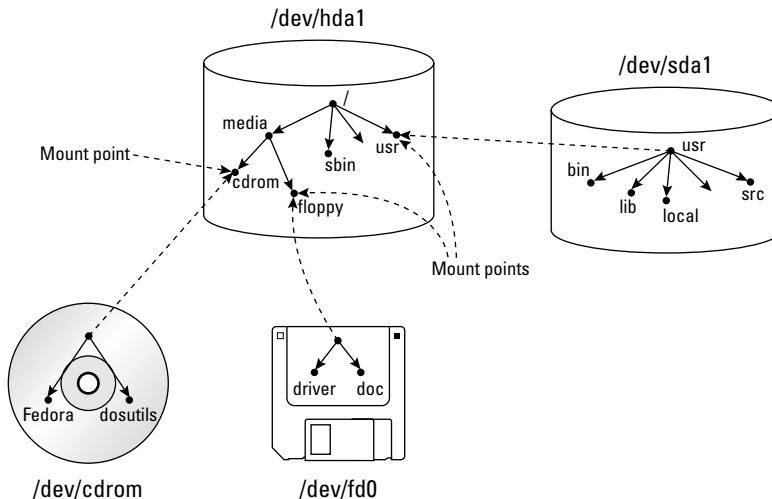 /dev/hda1
/dev/sda1
/
media
usr
usr
Mount point
sbin
bin
cdrom
src
floppy
lib
local
Mount points
driver
doc
Fedora
dosutils
/dev/cdrom
/dev/fd0